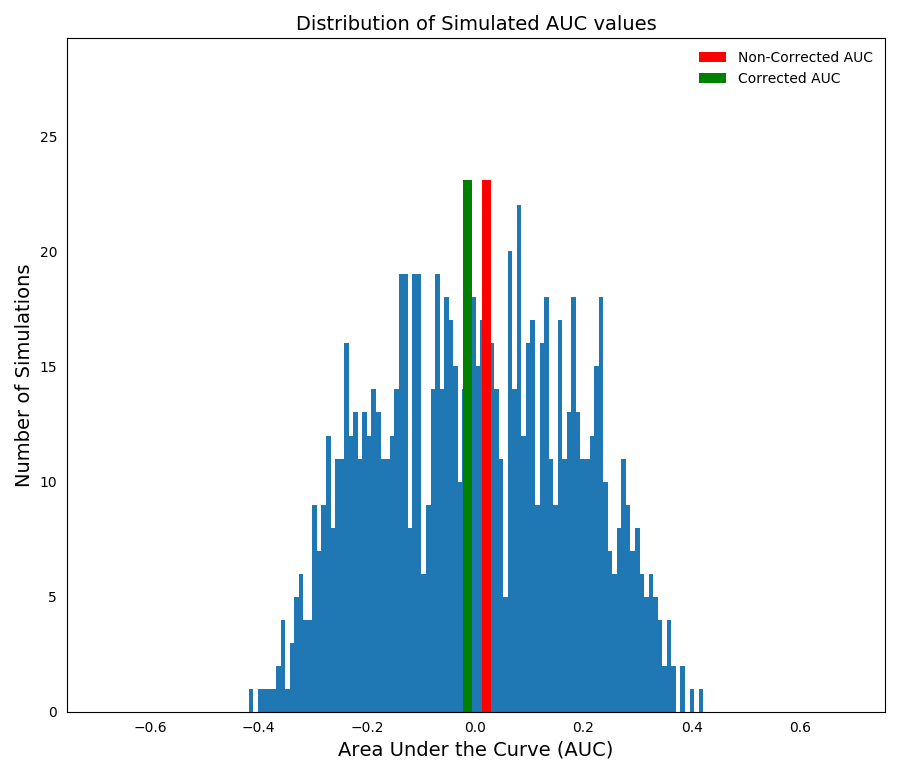 Distribution of Simulated AUC values
Non-Corrected AUC
Corrected AUC
Number of Simulations
25
20
15
10
5
0
−0.6 −0.4 −0.2 0.0 0.2 0.4 0.6
Area Under the Curve (AUC)